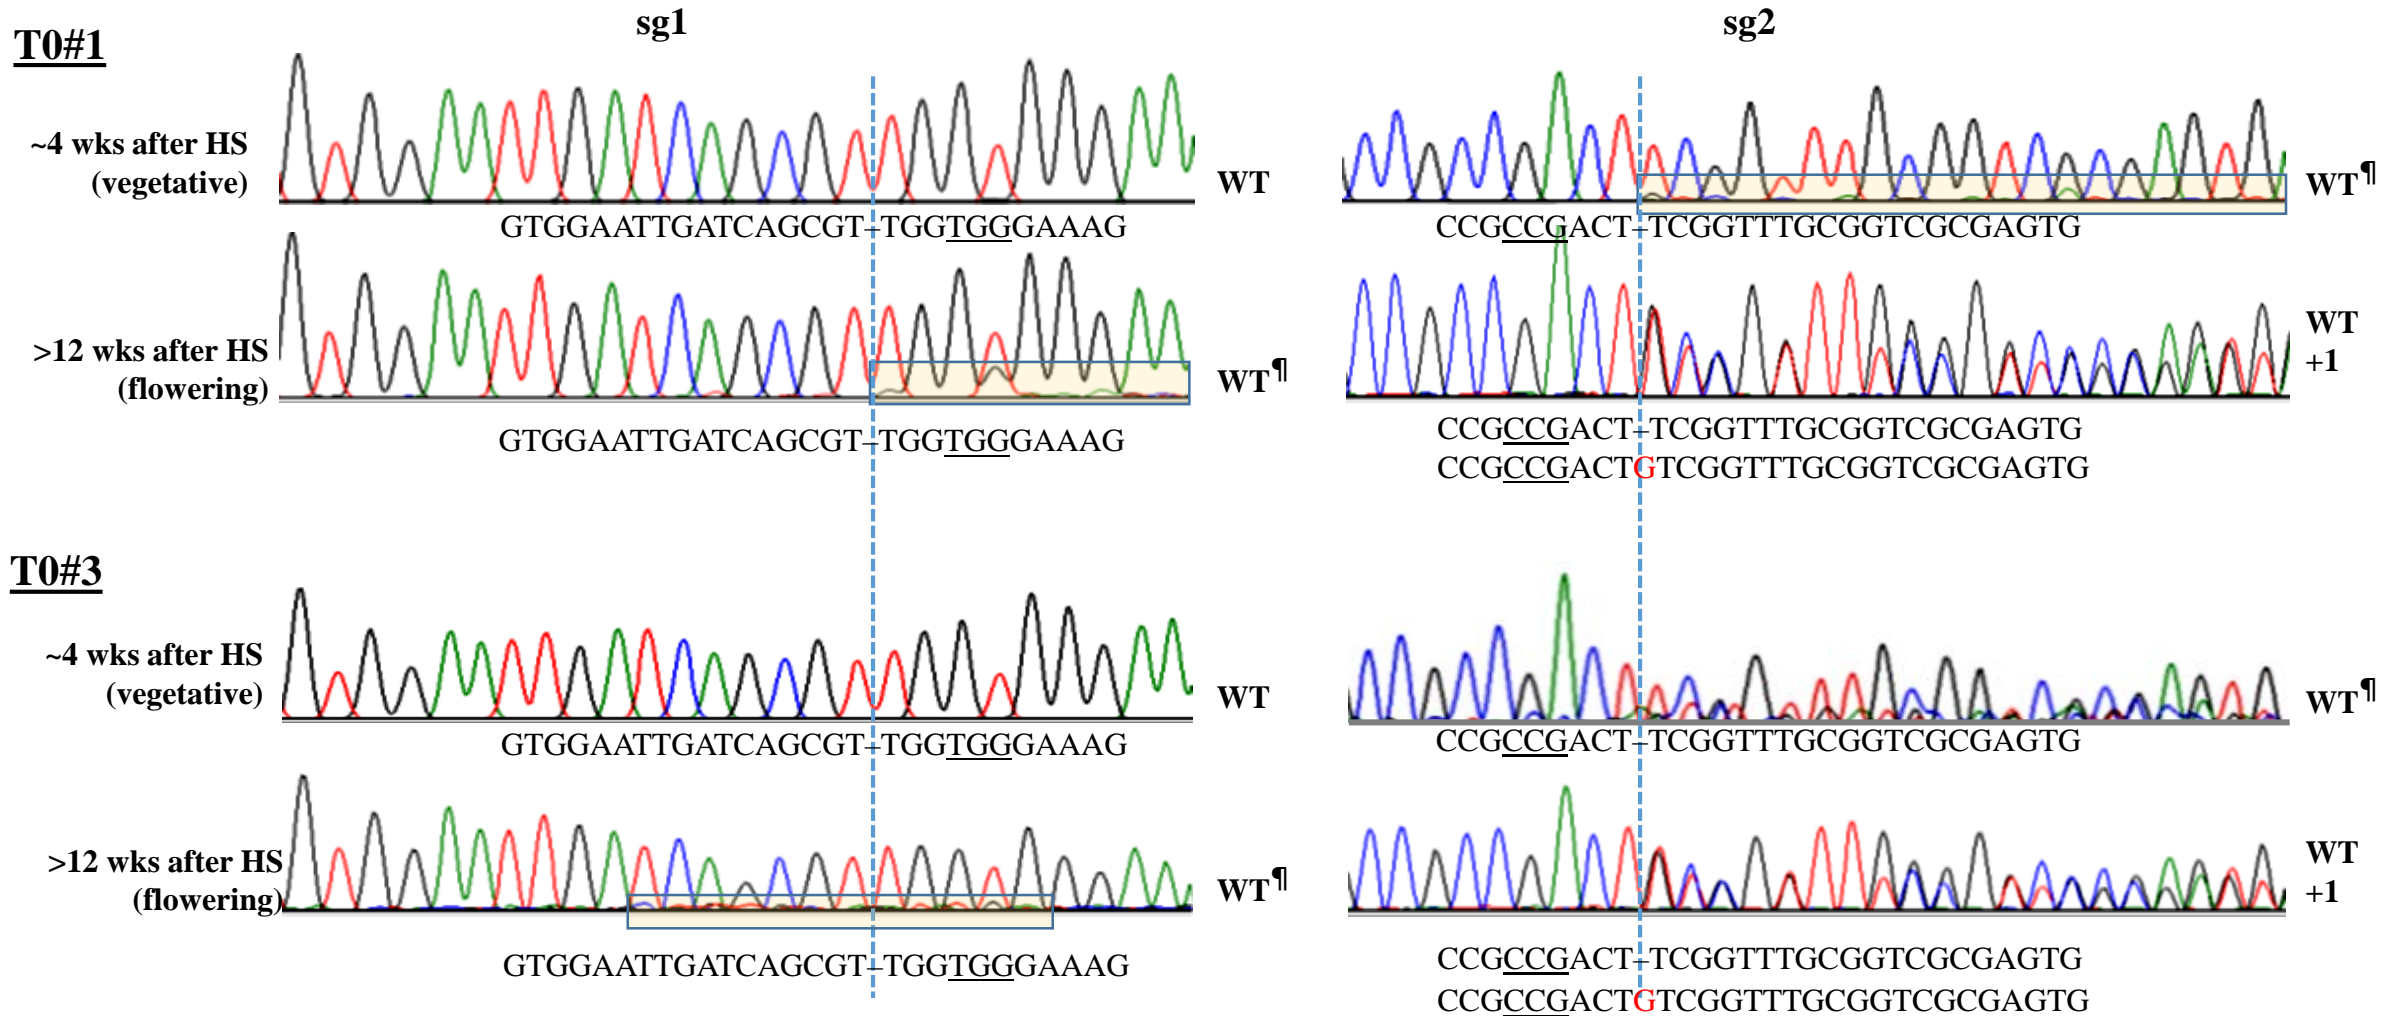 sg1
sg2
T0#1
~4 wks after HS
(vegetative)
WT
WT¶
GTGGAATTGATCAGCGT–TGGTGGGAAAG
CCGCCGACT–TCGGTTTGCGGTCGCGAGTG
>12 wks after HS
(flowering)
WT¶
WT
+1
GTGGAATTGATCAGCGT–TGGTGGGAAAG
CCGCCGACT–TCGGTTTGCGGTCGCGAGTG
CCGCCGACTGTCGGTTTGCGGTCGCGAGTG
T0#3
~4 wks after HS
(vegetative)
WT
WT¶
GTGGAATTGATCAGCGT–TGGTGGGAAAG
CCGCCGACT–TCGGTTTGCGGTCGCGAGTG
>12 wks after HS
(flowering)
WT¶
WT
+1
GTGGAATTGATCAGCGT–TGGTGGGAAAG
CCGCCGACT–TCGGTTTGCGGTCGCGAGTG
CCGCCGACTGTCGGTTTGCGGTCGCGAGTG